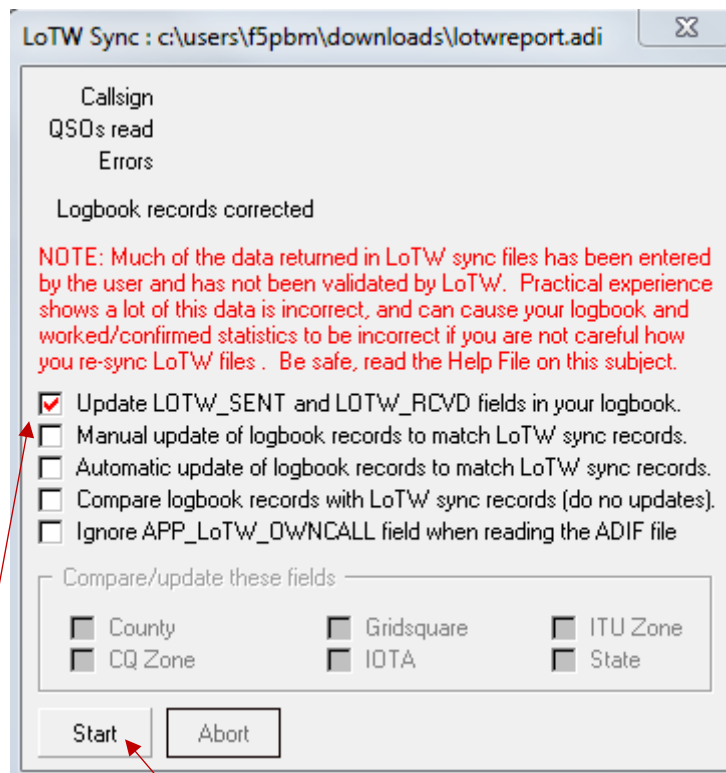 LoTW Sync : c:\users\f5pbm\downloads\lotwreport.adi
Callsign
QSOs read
Errors
Logbook records corrected
NOTE: Much of the data returned in LoTW sync files has been entered
by the user and has not been validated by LoTW.  Practical experience
shows a lot of this data is incorrect, and can cause your logbook and
worked/confirmed statistics to be incorrect if you are not careful how
you re-sync LoTW files .  Be safe, read the Help File on this subject.
Update LOTW_SENT and LOTW_RCVD fields in your logbook.
Manual update of logbook records to match LoTW sync records.
Automatic update of logbook records to match LoTW sync records.
Compare logbook records with LoTW sync records (do no updates).
Ignore APP_LoTW_OWNCALL field when reading the ADIF file
Compare/update these fields
County Gridsquare ITU Zone
CQ Zone IOTA State
Start Abort